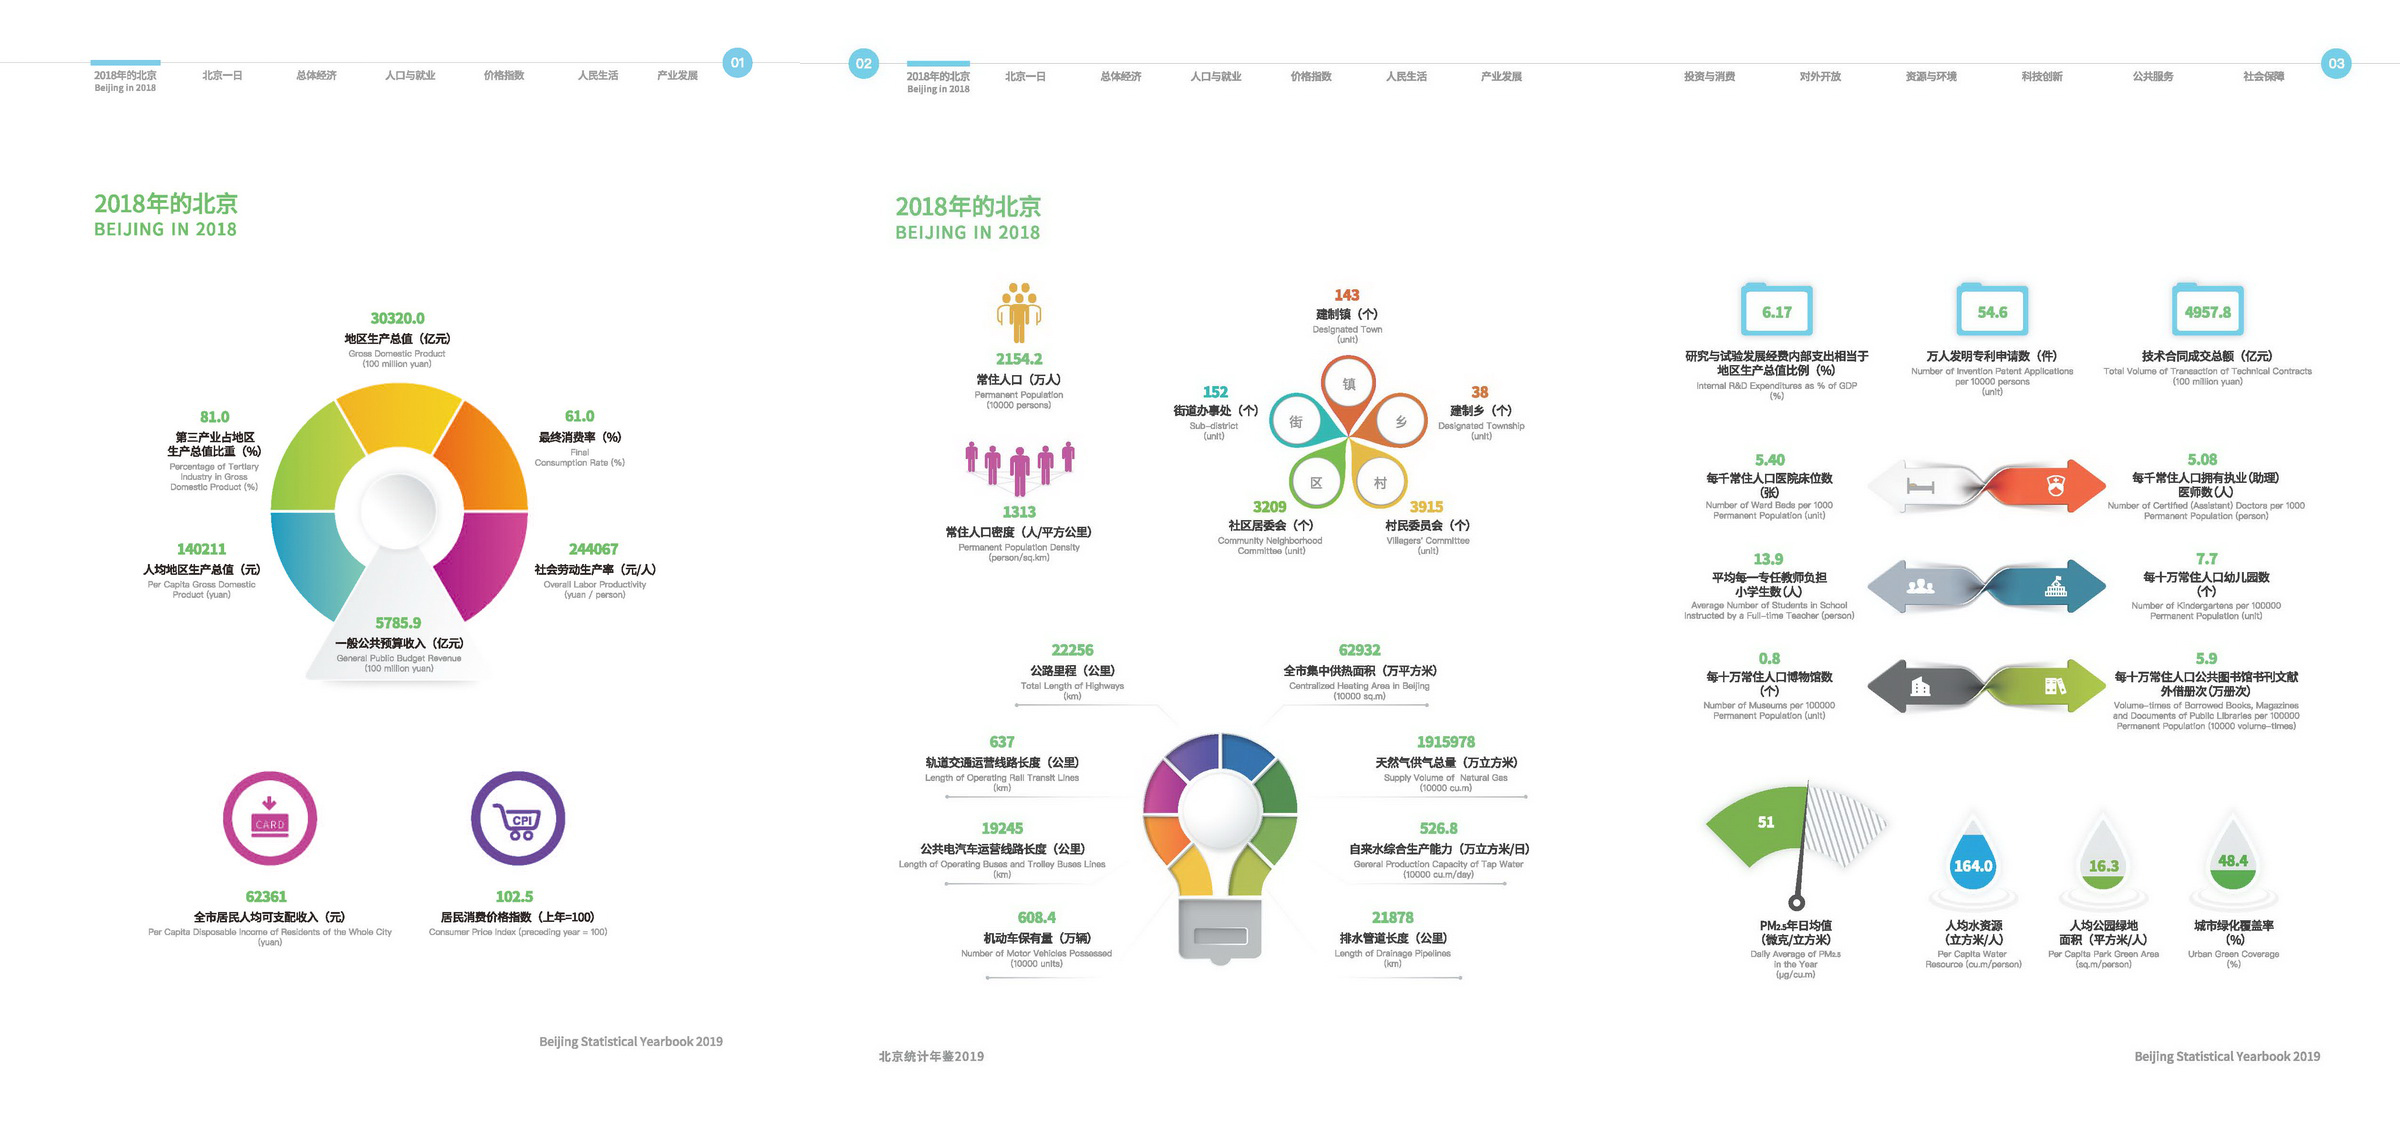 01
2018年的北京
Beijing in 2018
北京一日
总体经济
人口与就业
价格指数
人民生活
产业发展
2018年的北京
BEIJING IN 2018
30320.0
地区生产总值（亿元）
Gross Domestic Product
(100 million yuan)
81.0
第三产业占地区
生产总值比重（%）
Percentage of Tertiary
Industry in Gross
Domestic Product (%)
61.0
最终消费率（%）
Final
Consumption Rate (%)
140211
人均地区生产总值（元）
Per Capita Gross Domestic
Product (yuan)
244067
社会劳动生产率（元/人）
Overall Labor Productivity
(yuan / person)
5785.9
一般公共预算收入（亿元）
General Public Budget Revenue
(100 million yuan)
CARD
62361
全市居民人均可支配收入（元）
Per Capita Disposable Income of Residents of the Whole City
(yuan)
CPI
102.5
居民消费价格指数（上年=100）
Consumer Price Index (preceding year = 100)
Beijing Statistical Yearbook 2019
02
2018年的北京
Beijing in 2018
北京一日
总体经济
人口与就业
价格指数
人民生活
产业发展
2018年的北京
BEIJING IN 2018
2154.2
常住人口（万人）
Permanent Population
(10000 persons)
1313
常住人口密度（人/平方公里）
Permanent Population Density
(person/sq.km)
143
建制镇（个）
Designated Town
(unit)
152
街道办事处（个）
Sub-district
(unit)
38
建制乡（个）
Designated Township
(unit)
镇
街
乡
区
村
3209
社区居委会（个）
Community Neighborhood
Committee (unit)
3915
村民委员会（个）
Villagers' Committee
(unit)
22256
公路里程（公里）
Total Length of Highways
(km)
62932
全市集中供热面积（万平方米）
Centralized Heating Area in Beijing
(10000 sq.m)
637
轨道交通运营线路长度（公里）
Length of Operating Rail Transit Lines
(km)
1915978
天然气供气总量（万立方米）
Supply Volume of Natural Gas
(10000 cu.m)
19245
公共电汽车运营线路长度（公里）
Length of Operating Buses and Trolley Buses Lines
(km)
526.8
自来水综合生产能力（万立方米/日）
General Production Capacity of Tap Water
(10000 cu.m/day)
608.4
机动车保有量（万辆）
Number of Motor Vehicles Possessed
(10000 units)
21878
排水管道长度（公里）
Length of Drainage Pipelines
(km)
北京统计年鉴2019
投资与消费
对外开放
资源与环境
科技创新
公共服务
社会保障
03
6.17
研究与试验发展经费内部支出相当于
地区生产总值比例（%）
Internal R&D Expenditures as % of GDP
(%)
54.6
万人发明专利申请数（件）
Number of Invention Patent Applications
per 10000 persons
(unit)
4957.8
技术合同成交总额（亿元）
Total Volume of Transaction of Technical Contracts
(100 million yuan)
5.40
每千常住人口医院床位数
（张）
Number of Ward Beds per 1000
Permanent Population (unit)
5.08
每千常住人口拥有执业(助理)
医师数(人)
Number of Certified (Assistant) Doctors per 1000
Permanent Population (person)
13.9
平均每一专任教师负担
小学生数(人)
Average Number of Students in School
Instructed by a Full-time Teacher (person)
7.7
每十万常住人口幼儿园数
（个）
Number of Kindergartens per 100000
Permanent Population (unit)
0.8
每十万常住人口博物馆数
（个）
Number of Museums per 100000
Permanent Population (unit)
5.9
每十万常住人口公共图书馆书刊文献
外借册次(万册次)
Volume-times of Borrowed Books, Magazines
and Documents of Public Libraries per 100000
Permanent Population (10000 volume-times)
51
PM2.5年日均值
（微克/立方米）
Daily Average of PM2.5
in the Year
(μg/cu.m)
164.0
人均水资源
（立方米/人）
Per Capita Water
Resource (cu.m/person)
16.3
人均公园绿地
面积（平方米/人）
Per Capita Park Green Area
(sq.m/person)
48.4
城市绿化覆盖率
（%）
Urban Green Coverage
(%)
Beijing Statistical Yearbook 2019